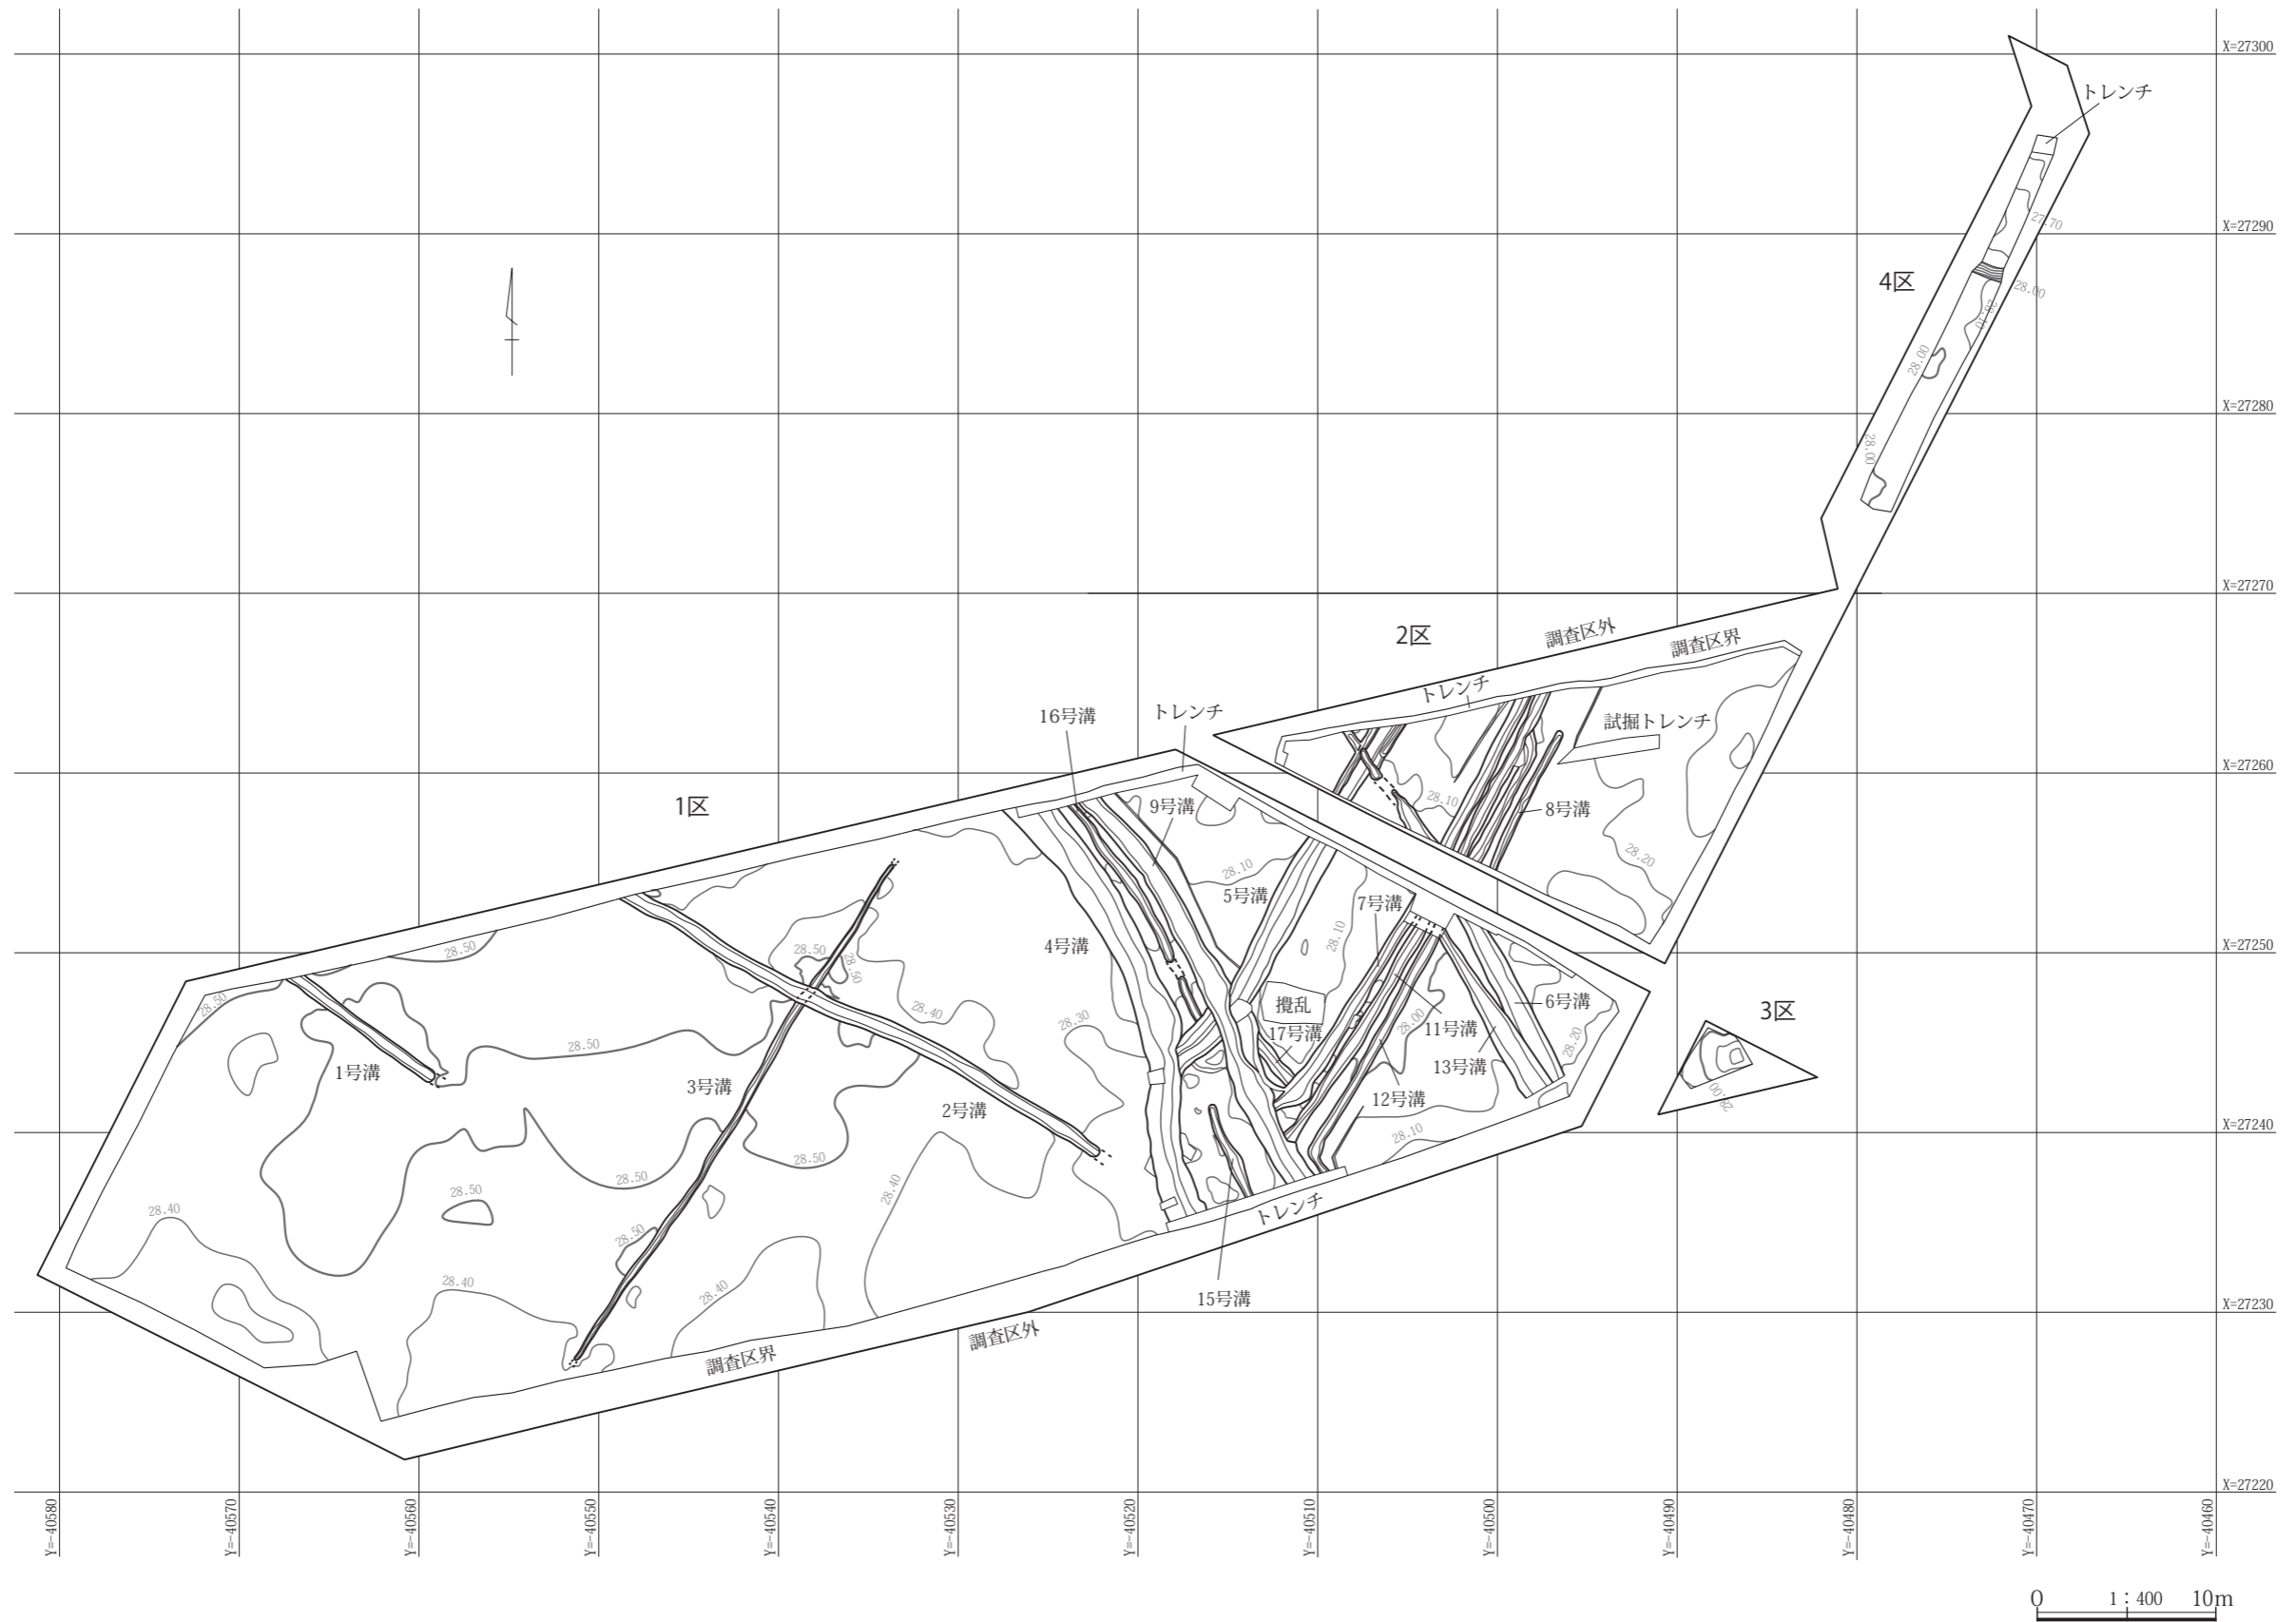 X=27300
トレンチ
27.70
X=27290
4区
28.00
28.10
28.00
X=27280
28.00
X=27270
2区
調査区外
調査区界
トレンチ
16号溝
トレンチ
試掘トレンチ
X=27260
1区
9号溝
28.10
8号溝
28.20
28.10
5号溝
7号溝
4号溝
28.10
28.50
28.50
28.50
X=27250
28.50
28.40
攪乱
6号溝
28.30
28.00
3区
17号溝
11号溝
28.20
28.50
1号溝
3号溝
13号溝
2号溝
12号溝
28.00
28.10
X=27240
28.50
28.50
28.50
28.40
28.40
トレンチ
28.50
28.40
28.40
15号溝
X=27230
調査区外
調査区界
X=27220
Y=-40580
Y=-40570
Y=-40560
Y=-40550
Y=-40540
Y=-40530
Y=-40520
Y=-40510
Y=-40500
Y=-40490
Y=-40480
Y=-40470
Y=-40460
0 1：400 10m